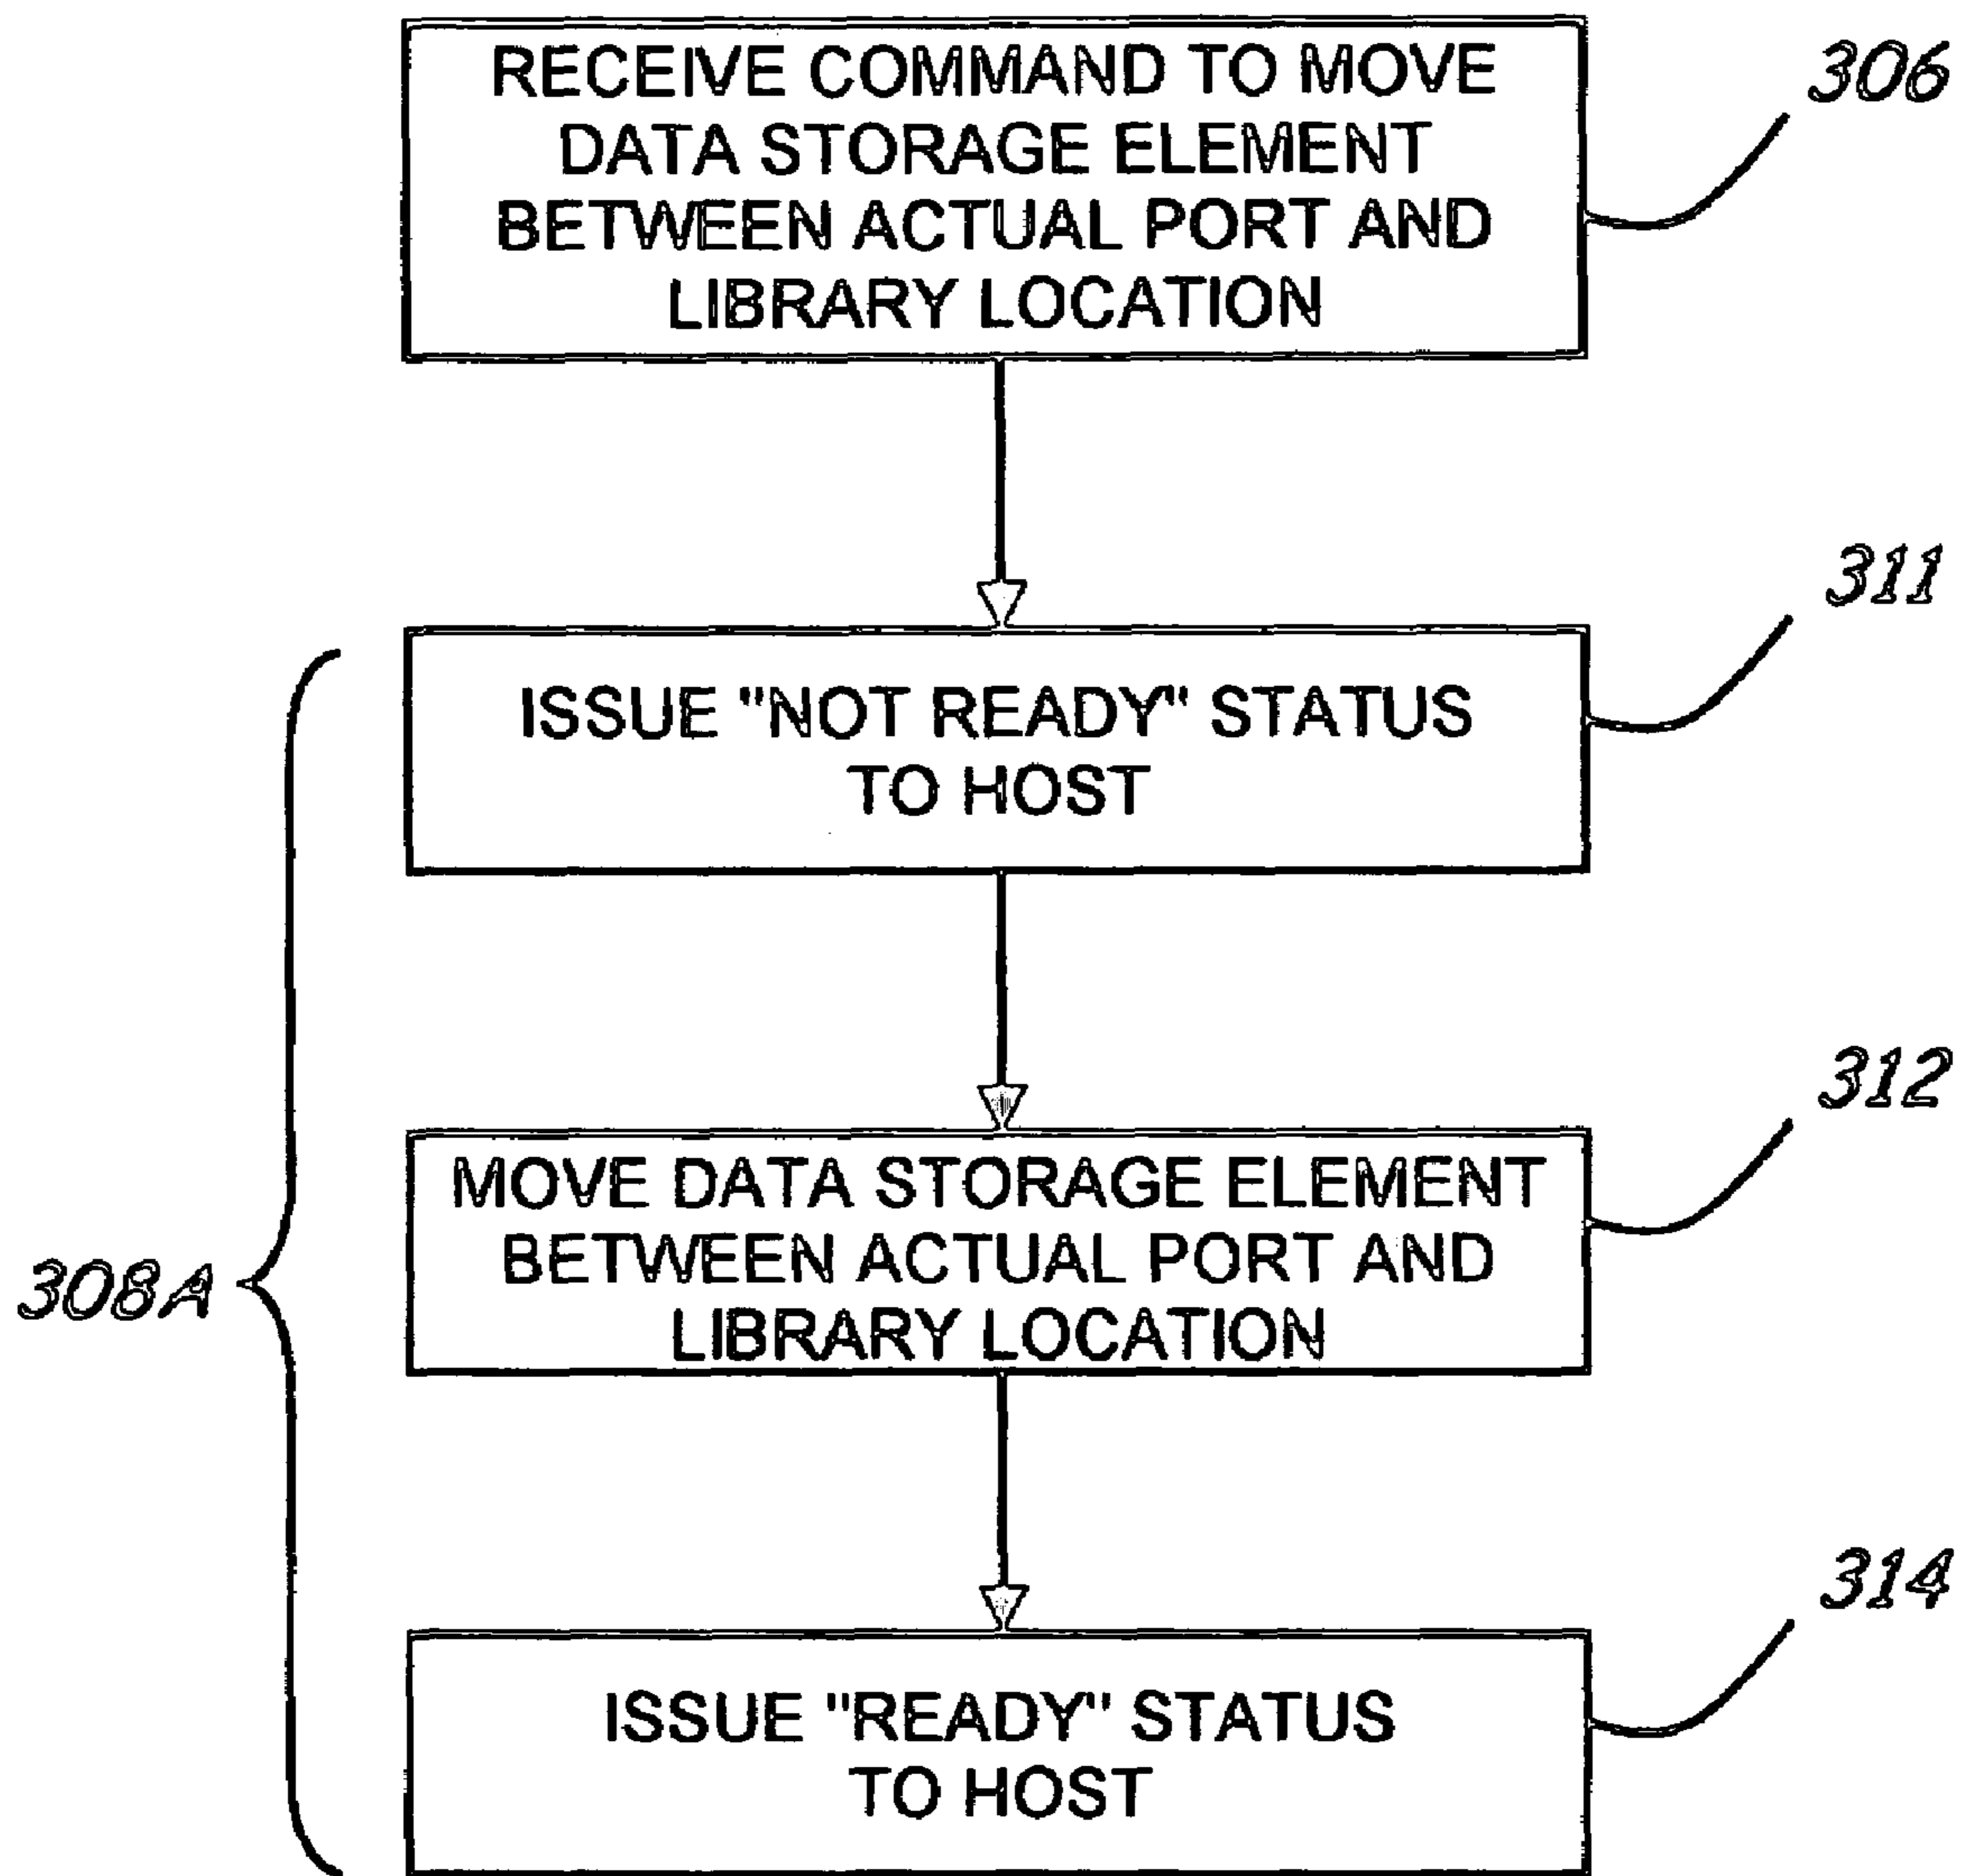 RECEIVE COMMAND TO MOVE
DATA STORAGE ELEMENT
BETWEEN ACTUAL PORT AND
LIBRARY LOCATION
306
ISSUE "NOT READY" STATUS
TO HOST
311
MOVE DATA STORAGE ELEMENT
BETWEEN ACTUAL PORT AND
LIBRARY LOCATION
312
308A
ISSUE "READY" STATUS
TO HOST
314